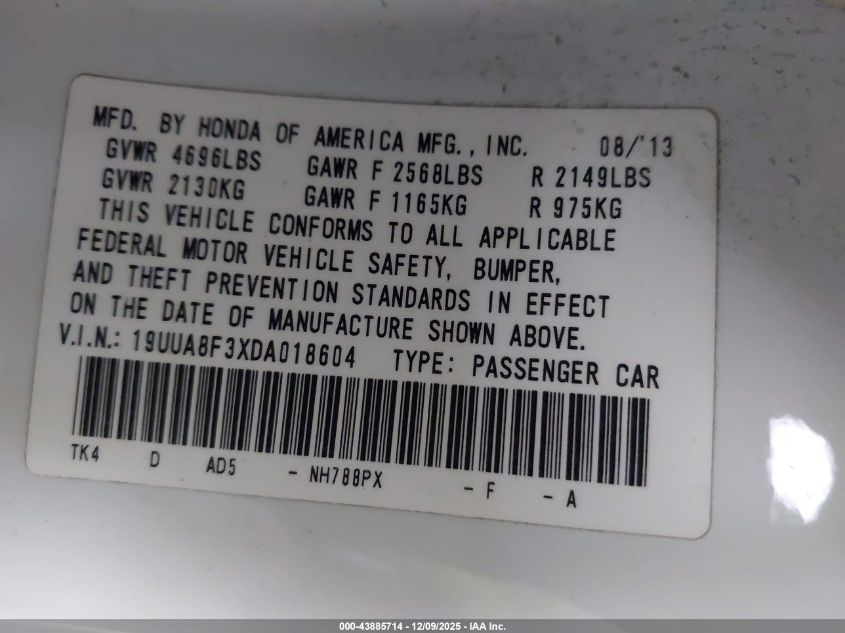 MFD. BY HONDA OF AMERICA MFG., INC. 08/'13
GVWR 4696LBS GAWR F 2568LBS R 2149LBS
GVWR 2130KG GAWR F 1165KG R 975KG
THIS VEHICLE CONFORMS TO ALL APPLICABLE
FEDERAL MOTOR VEHICLE SAFETY, BUMPER,
AND THEFT PREVENTION STANDARDS IN EFFECT
ON THE DATE OF MANUFACTURE SHOWN ABOVE.
V.I.N.: 19UUA8F3XDA018604 TYPE: PASSENGER CAR
TK4 D AD5 - NH788PX - F - A
000-43885714 - 12/09/2025 - IAA Inc.